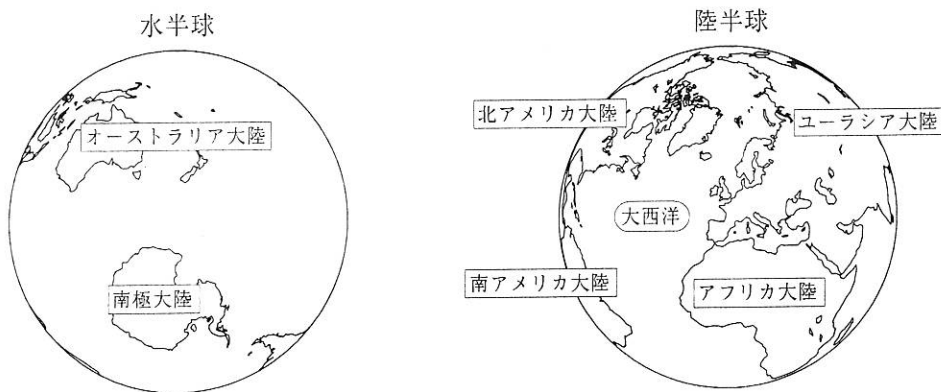 水半球
オーストラリア大陸
南極大陸
陸半球
北アメリカ大陸
ユーラシア大陸
大西洋
南アメリカ大陸
アフリカ大陸